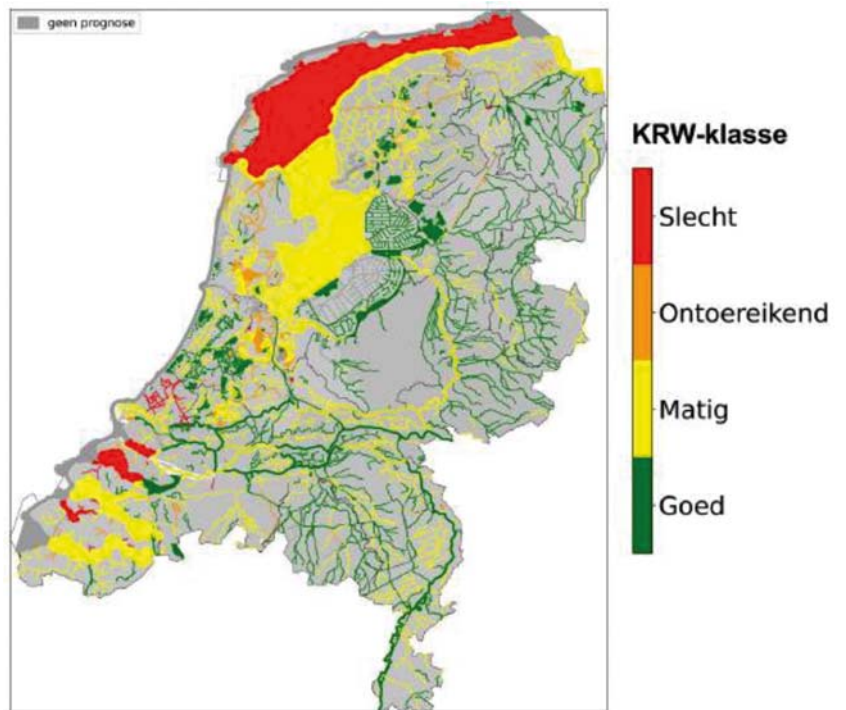 geen prognose
KRW-klasse
Slecht
Ontoereikend
Matig
Goed